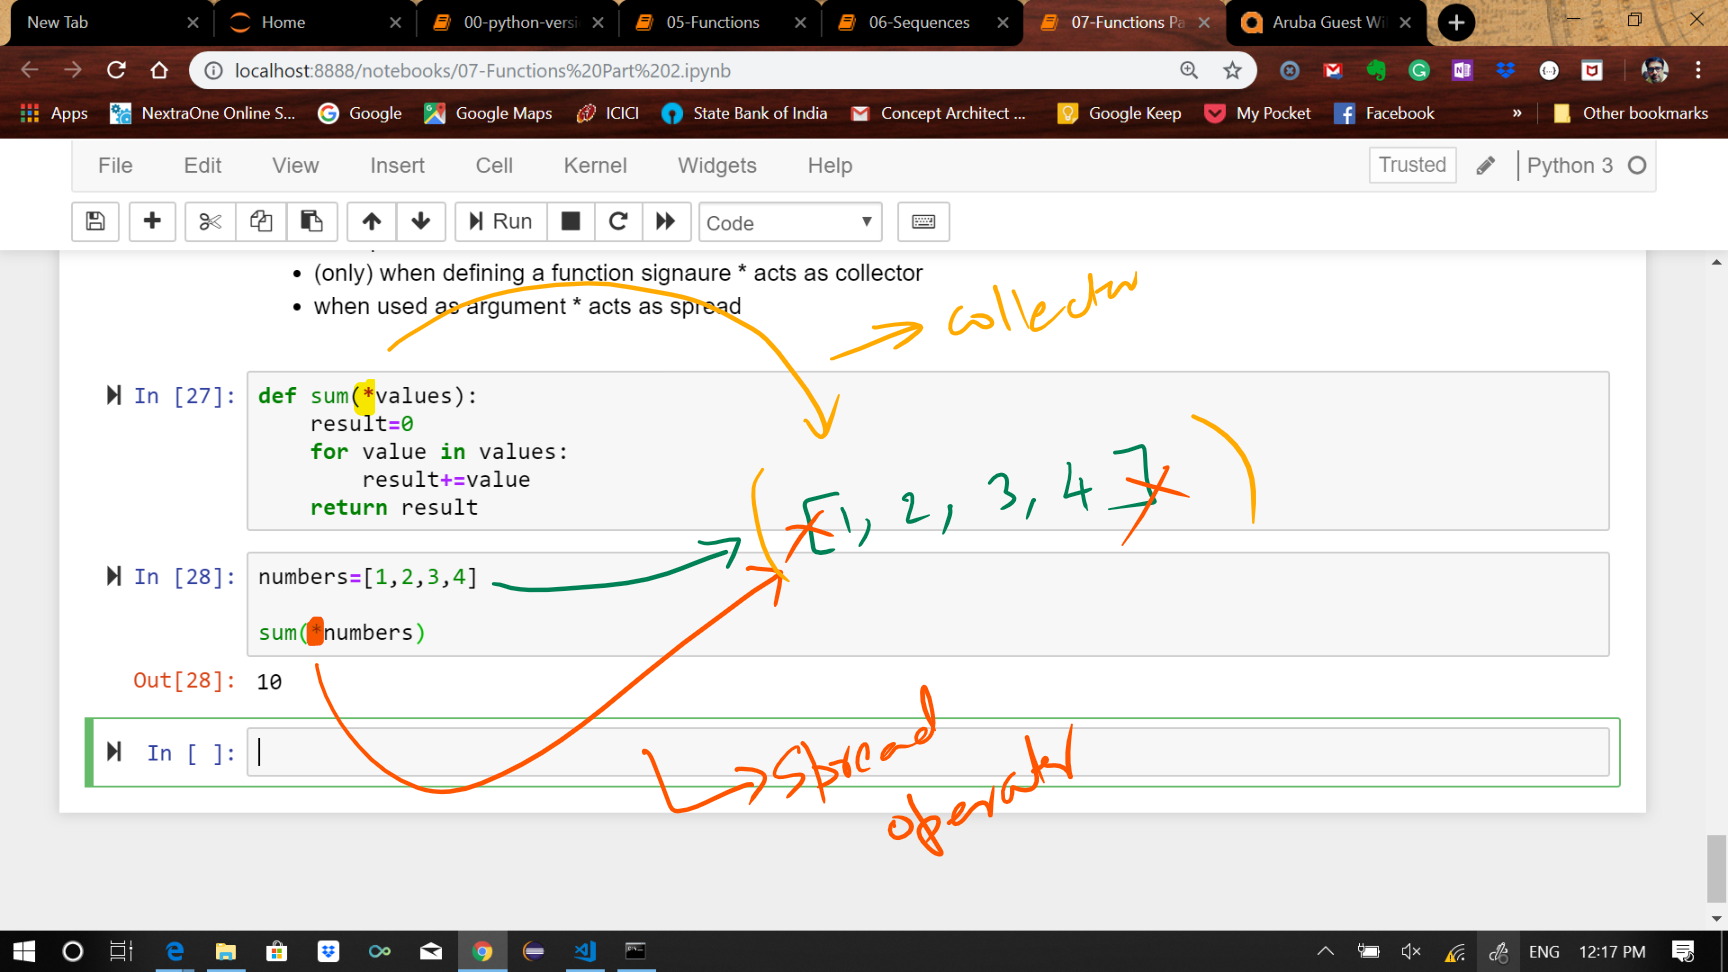 New Tab
Home
00-python-versi
05-Functions
06-Sequences
07-Functions Pa
Aruba Guest Wi
localhost:8888/notebooks/07-Functions%20Part%202.ipynb
Apps
NextraOne Online S...
Google
Google Maps
ICICI
State Bank of India
Concept Architect ...
Google Keep
My Pocket
Facebook
»
Other bookmarks
File Edit View Insert Cell Kernel Widgets Help
Trusted
Python 3
Run
Code
• (only) when defining a function signaure * acts as collector
• when used as argument * acts as spread
collector
In [27]:
def sum(*values):
result=0
for value in values:
result+=value
return result
([1, 2, 3, 4])
In [28]:
numbers=[1,2,3,4]
sum(*numbers)
Out[28]: 10
In [ ]:
spread
operator
ENG
12:17 PM